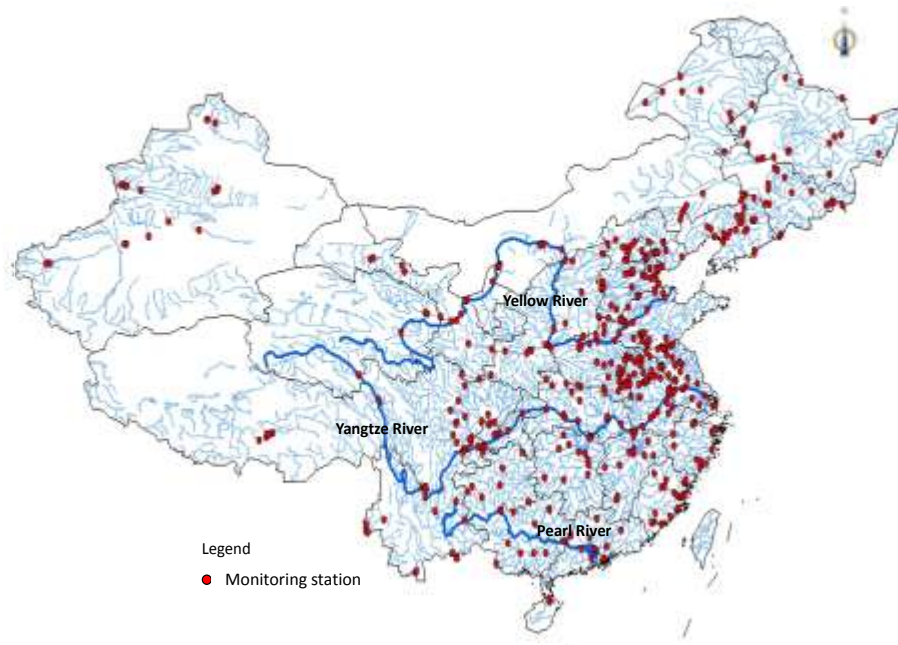 Yellow River
Yangtze River
Pearl River
Legend
Monitoring station